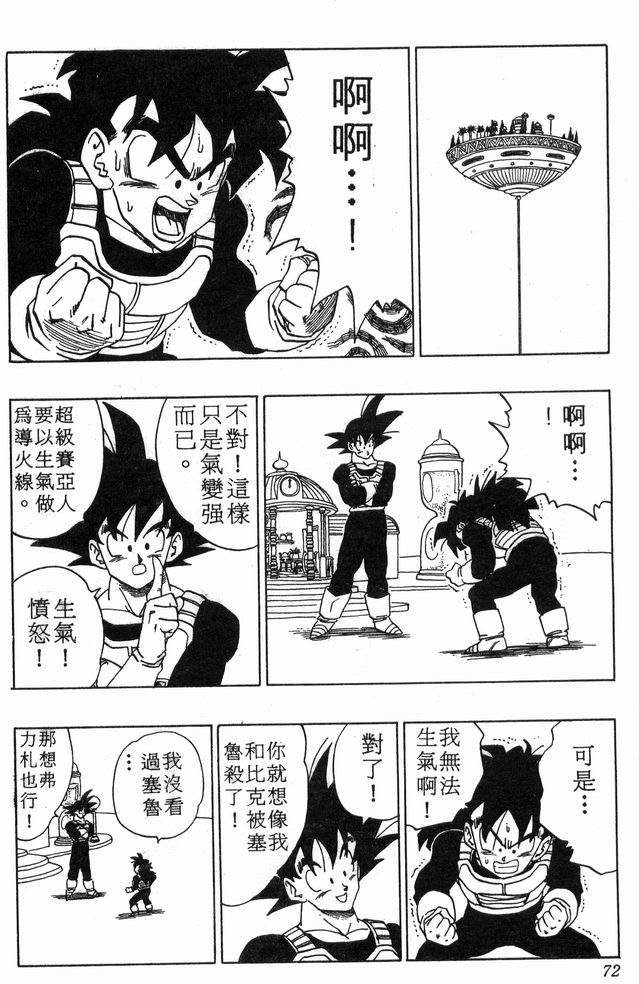 啊
啊
…
！
啊
啊
…
！
不對！這樣
只是氣變强
而已。
超級賽亞人
要以生氣做
爲導火線。
生氣！
憤怒！
可是…
我無法
生氣啊！
對了！
你就想像我
和比克被塞
魯殺了！
我沒看
過塞魯
…
那想弗
力札也行！
72